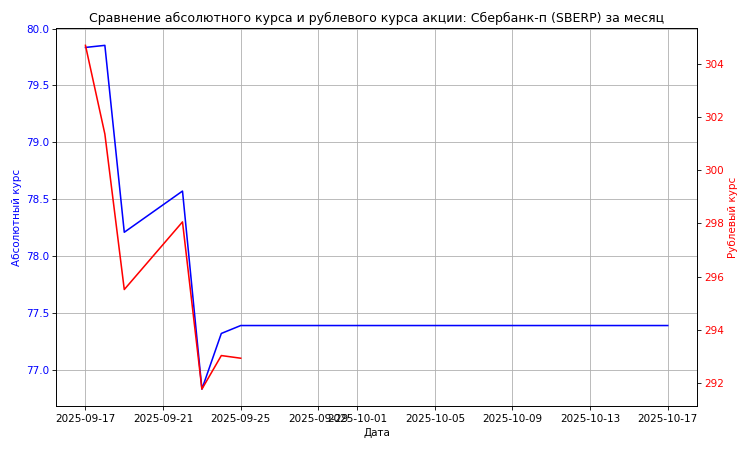 Сравнение абсолютного курса и рублевого курса акции: Сбербанк-п (SBERP) за месяц
80.0
79.5
79.0
78.5
78.0
77.5
77.0
Абсолютный курс
304
302
300
298
296
294
292
Рублевый курс
2025-09-17 2025-09-21 2025-09-25 2025-09-29 2025-10-01 2025-10-05 2025-10-09 2025-10-13 2025-10-17
Дата